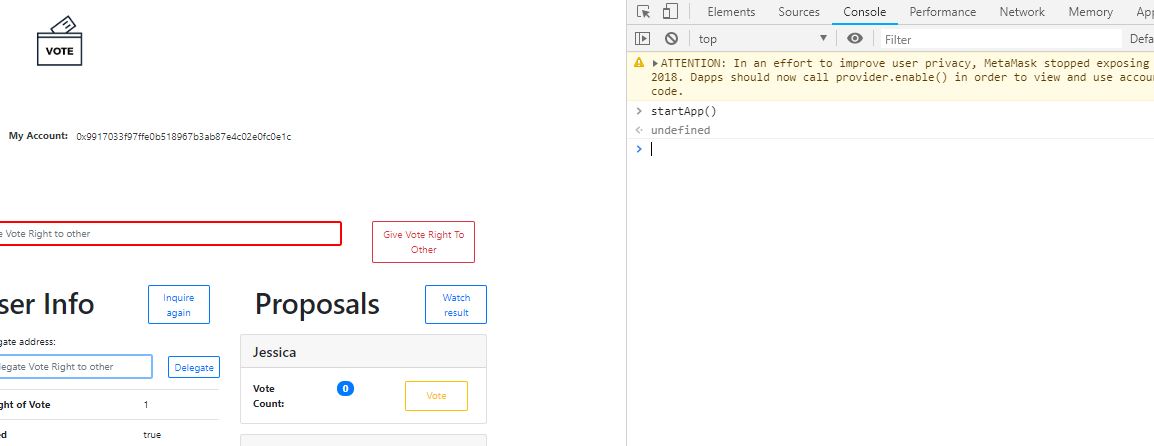 VOTE
My Account: 0x9917033f97ffe0b518967b3ab87e4c02e0fc0e1c
e Vote Right to other
Give Vote Right To
Other
ser Info
Inquire
again
gate address:
legate Vote Right to other
Delegate
ght of Vote 1
ed true
Proposals
Watch
result
Jessica
Vote
Count:
0
Vote
Elements Sources Console Performance Network Memory Ap
top Filter Defa
ATTENTION: In an effort to improve user privacy, MetaMask stopped exposing
2018. Dapps should now call provider.enable() in order to view and use accou
code.
startApp()
undefined